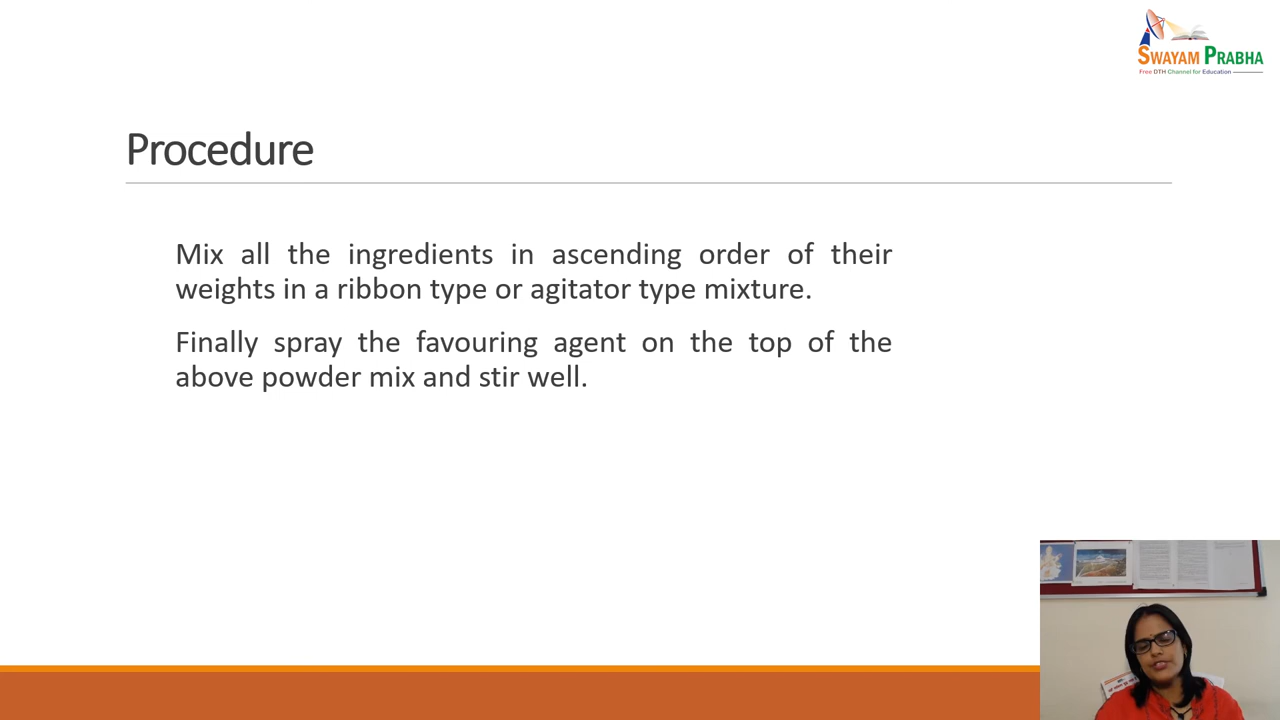 SWAYAM PRABHA
Free DTH Channel for Education
Procedure
Mix all the ingredients in ascending order of their
weights in a ribbon type or agitator type mixture.
Finally spray the favouring agent on the top of the
above powder mix and stir well.